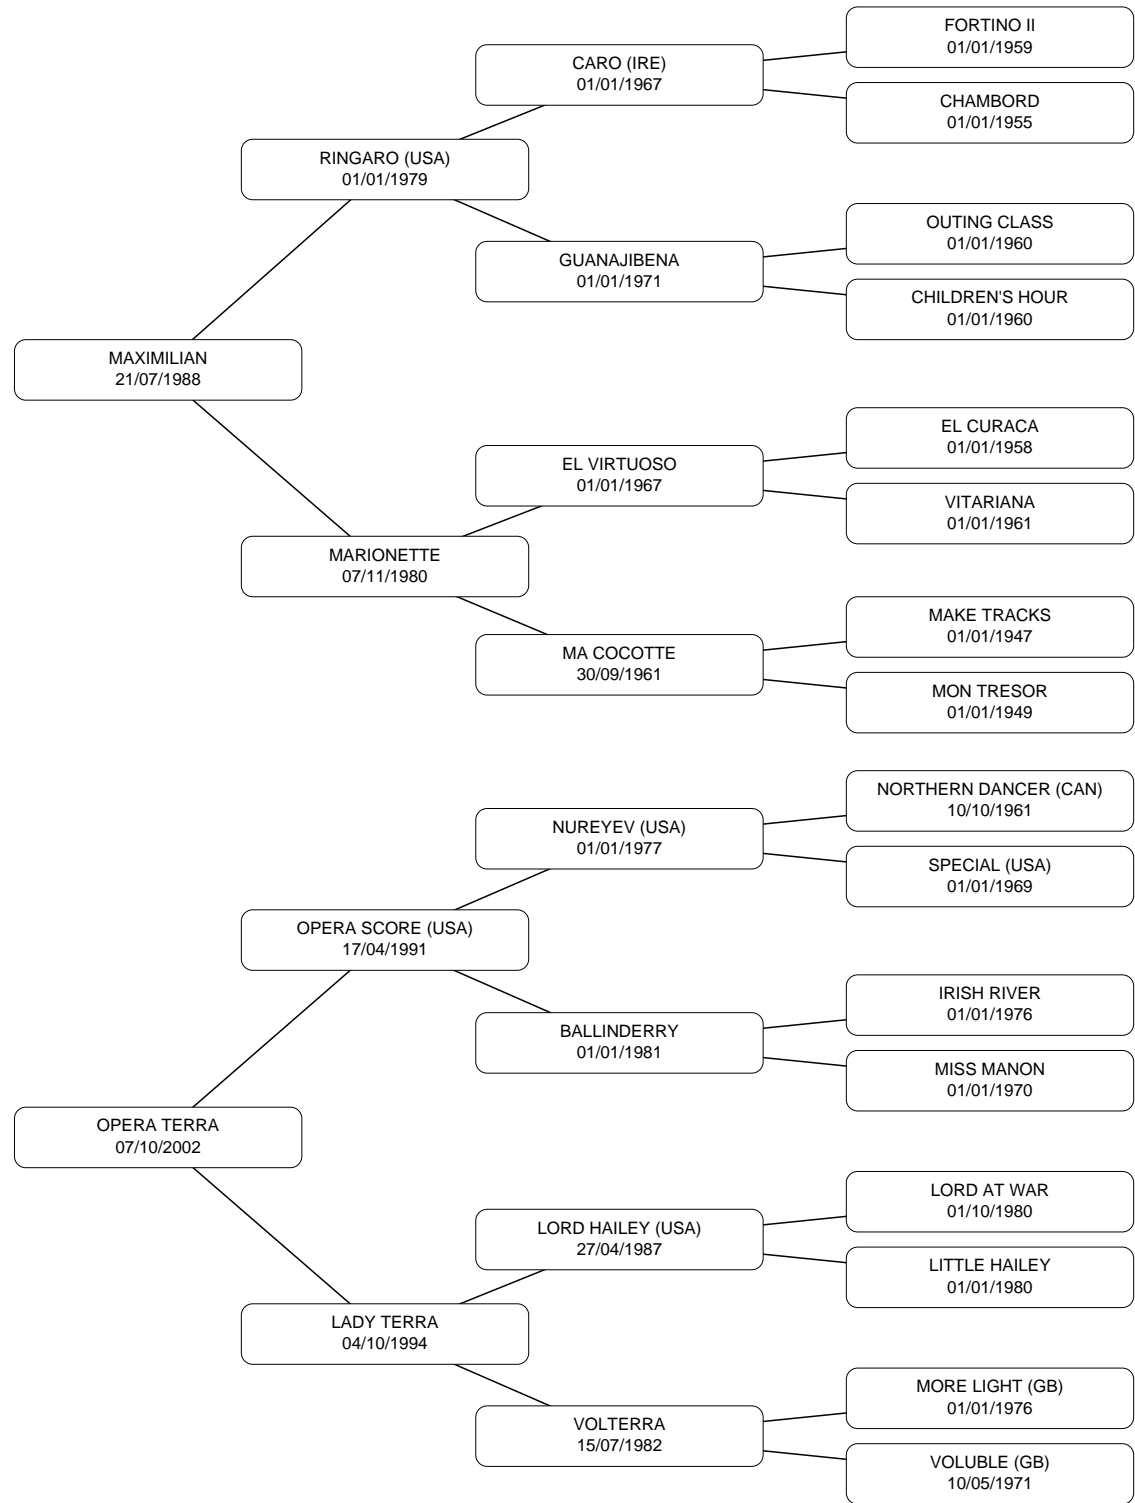 FORTINO II
01/01/1959
CARO (IRE)
01/01/1967
CHAMBORD
01/01/1955
RINGARO (USA)
01/01/1979
OUTING CLASS
01/01/1960
GUANAJIBENA
01/01/1971
CHILDREN'S HOUR
01/01/1960
MAXIMILIAN
21/07/1988
EL CURACA
01/01/1958
EL VIRTUOSO
01/01/1967
VITARIANA
01/01/1961
MARIONETTE
07/11/1980
MAKE TRACKS
01/01/1947
MA COCOTTE
30/09/1961
MON TRESOR
01/01/1949
NORTHERN DANCER (CAN)
10/10/1961
NUREYEV (USA)
01/01/1977
SPECIAL (USA)
01/01/1969
OPERA SCORE (USA)
17/04/1991
IRISH RIVER
01/01/1976
BALLINDERRY
01/01/1981
MISS MANON
01/01/1970
OPERA TERRA
07/10/2002
LORD AT WAR
01/10/1980
LORD HAILEY (USA)
27/04/1987
LITTLE HAILEY
01/01/1980
LADY TERRA
04/10/1994
MORE LIGHT (GB)
01/01/1976
VOLTERRA
15/07/1982
VOLUBLE (GB)
10/05/1971